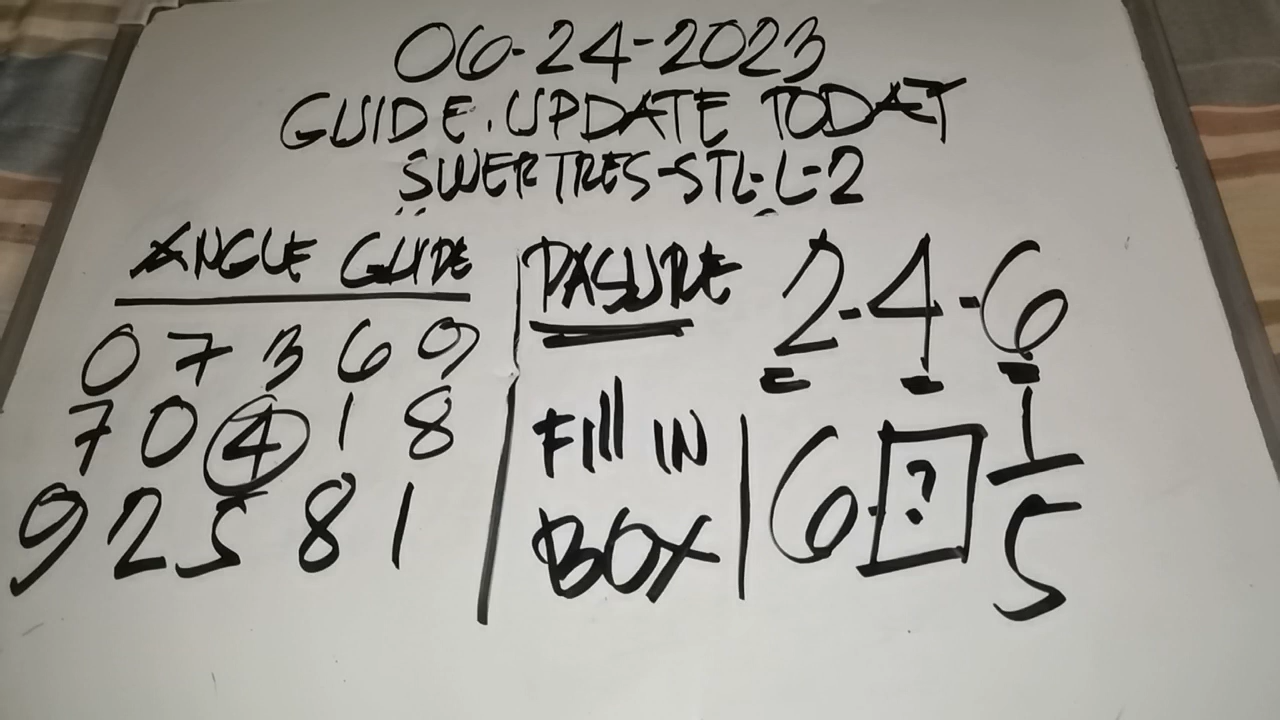 06-24-2023
GUIDE.UPDATE TODAY
SWERTRES-STL-L-2
ANGLE GUIDE
0 7 3 6 9
7 0 4 1 8
9 2 5 8 1
PASURE 2-4-6
FIll IN
BOX
6-? 1
5